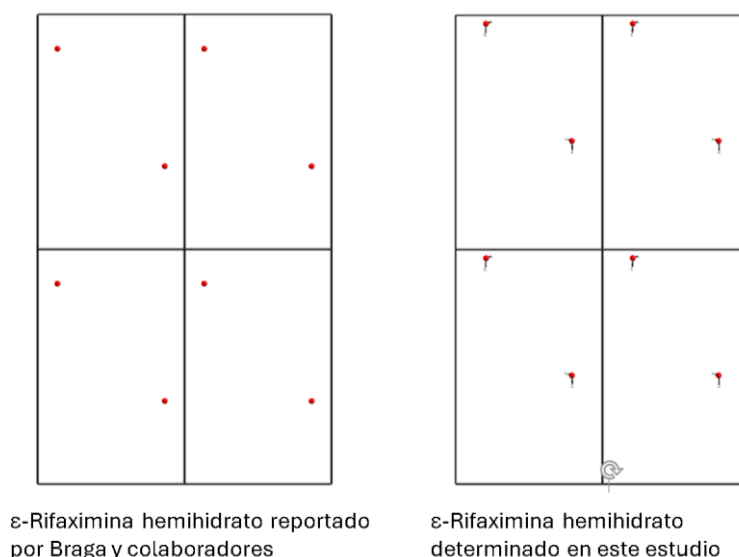 ε-Rifaximina hemihidrato reportado
por Braga y colaboradores
ε-Rifaximina hemihidrato
determinado en este estudio